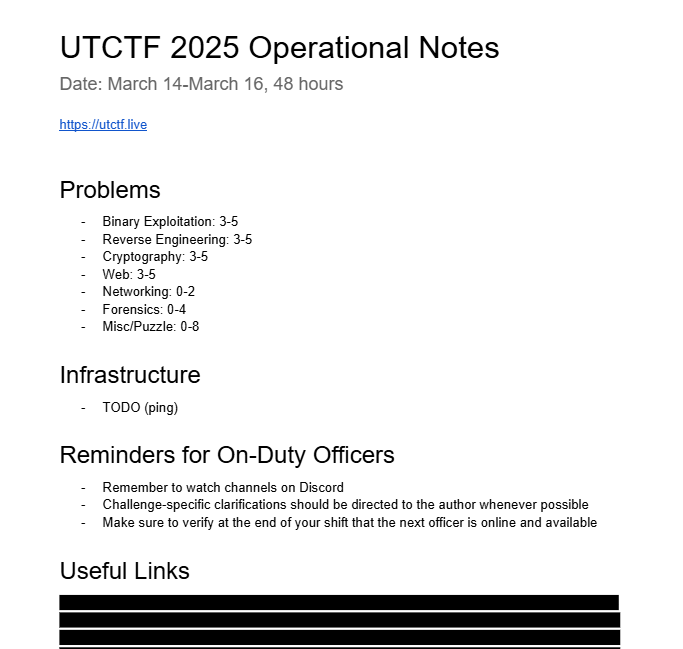 UTCTF 2025 Operational Notes
Date: March 14-March 16, 48 hours
https://utctf.live
Problems
- Binary Exploitation: 3-5
- Reverse Engineering: 3-5
- Cryptography: 3-5
- Web: 3-5
- Networking: 0-2
- Forensics: 0-4
- Misc/Puzzle: 0-8
Infrastructure
- TODO (ping)
Reminders for On-Duty Officers
- Remember to watch channels on Discord
- Challenge-specific clarifications should be directed to the author whenever possible
- Make sure to verify at the end of your shift that the next officer is online and available
Useful Links